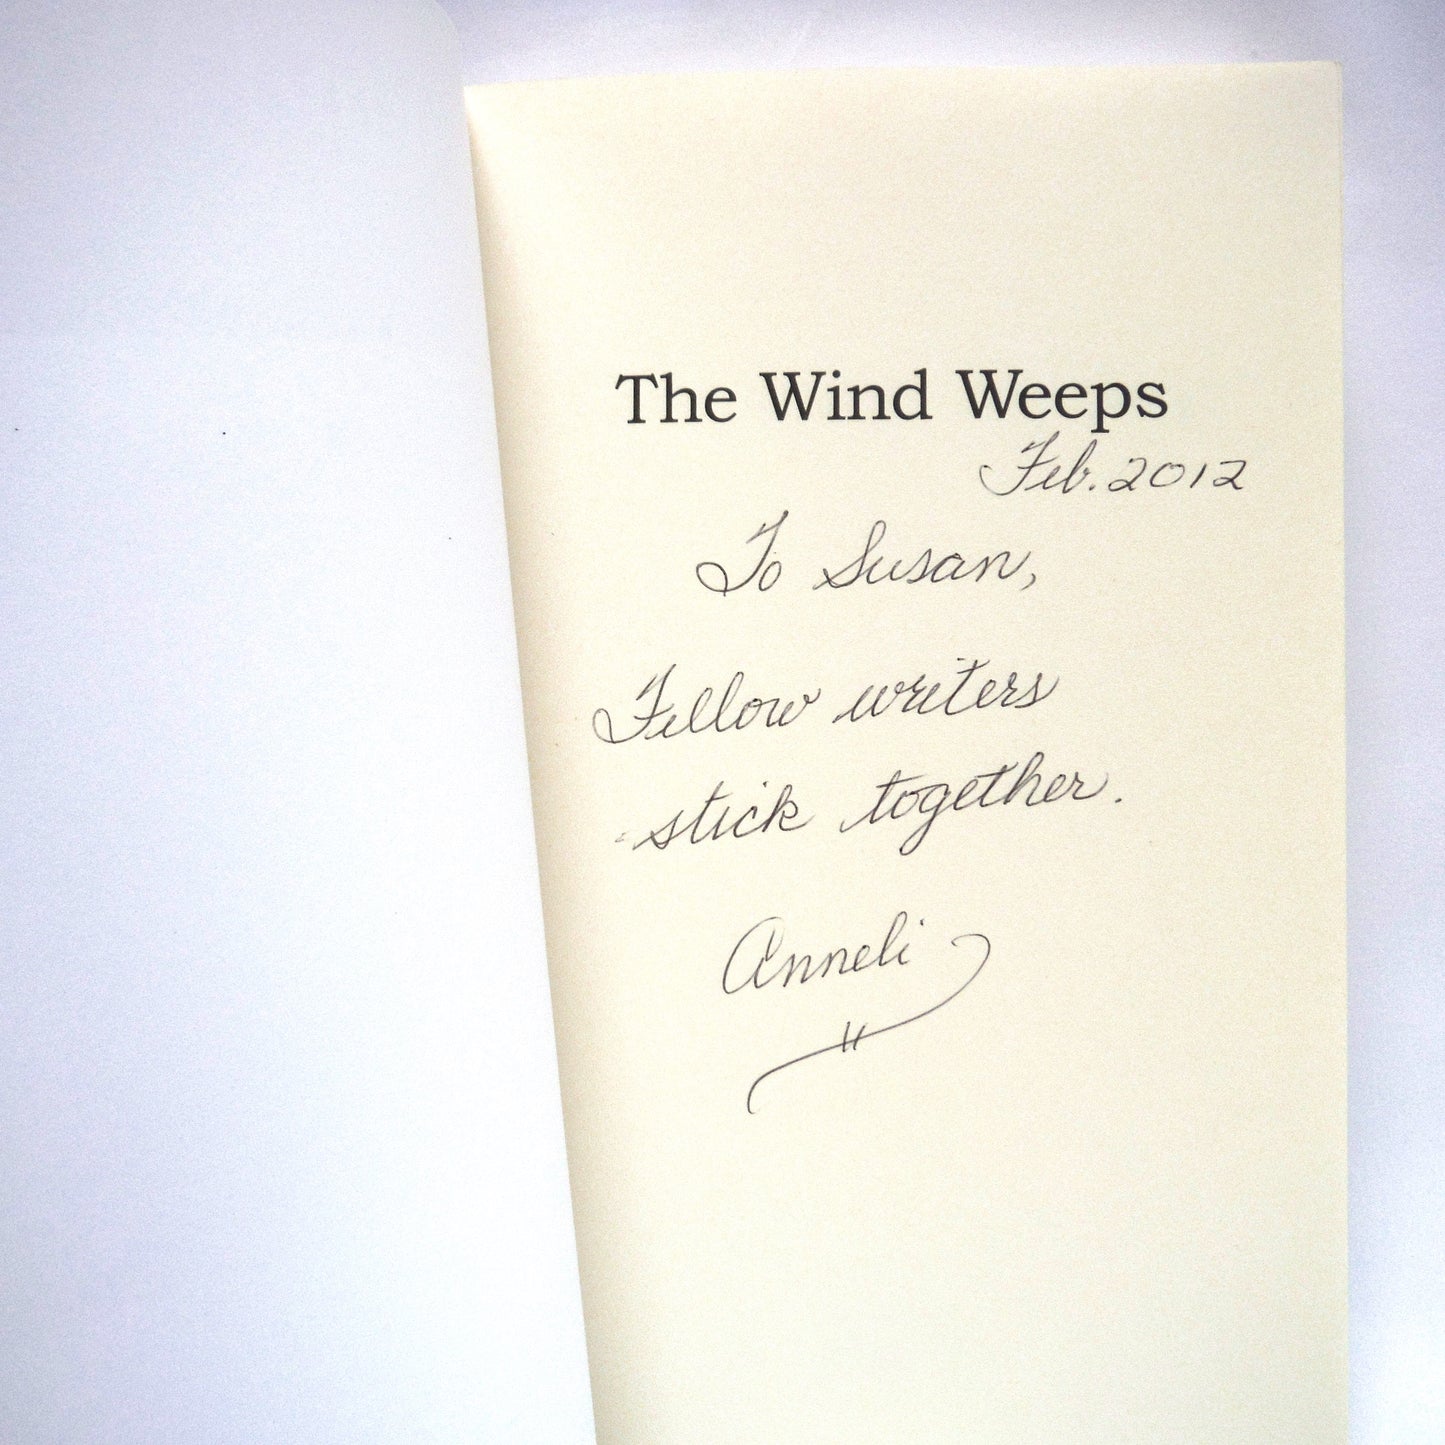 The Wind Weeps
Feb. 2012
To Susan,
Fellow writers
stick together.
Anneli